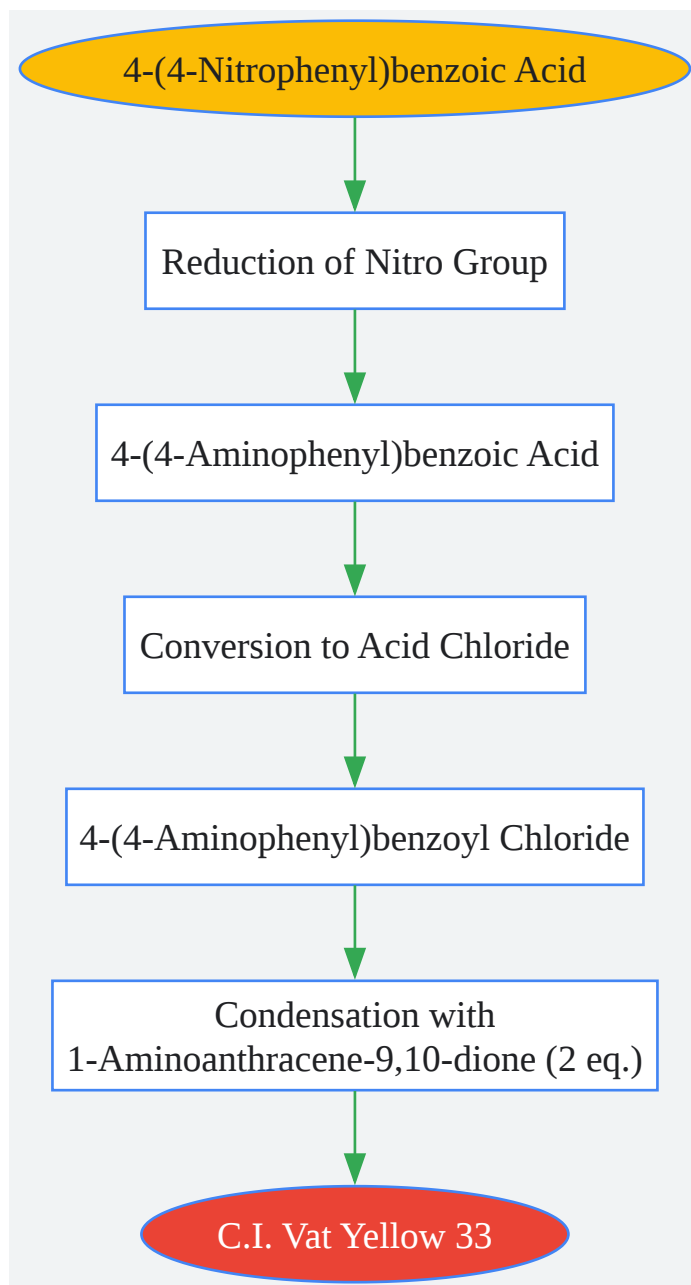 4-(4-Nitrophenyl)benzoic Acid
Reduction of Nitro Group
4-(4-Aminophenyl)benzoic Acid
Conversion to Acid Chloride
4-(4-Aminophenyl)benzoyl Chloride
Condensation with
1-Aminoanthracene-9,10-dione (2 eq.)
C.I. Vat Yellow 33